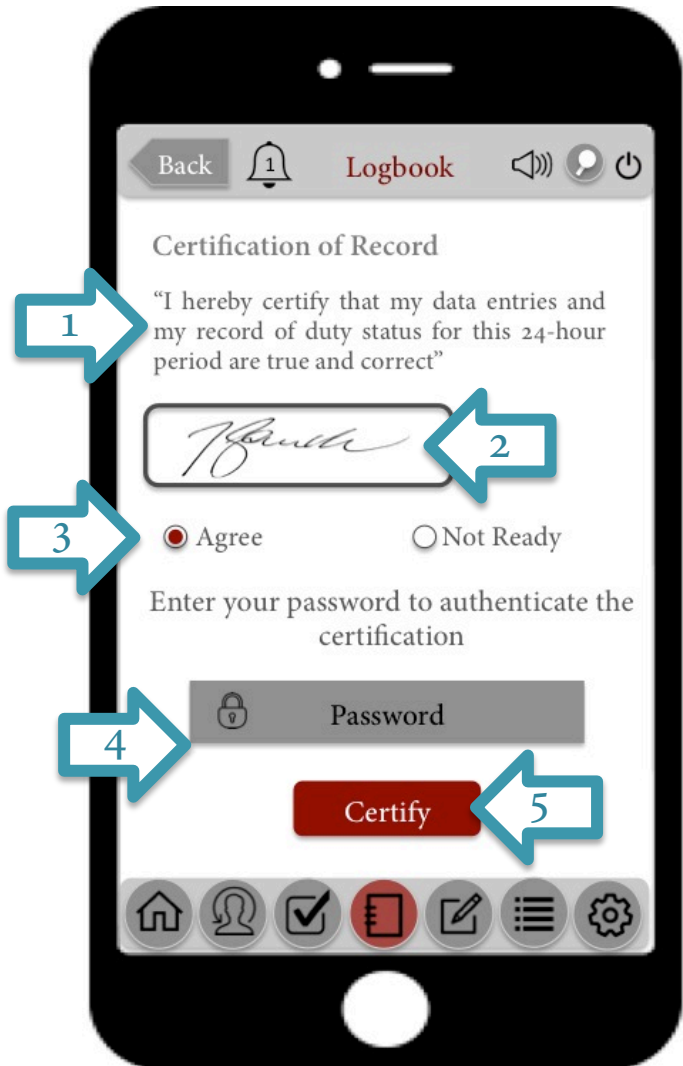 Back 1 Logbook
Certification of Record
1
“I hereby certify that my data entries and
my record of duty status for this 24-hour
period are true and correct”
2
3
Agree Not Ready
Enter your password to authenticate the
certification
Password
4
Certify 5